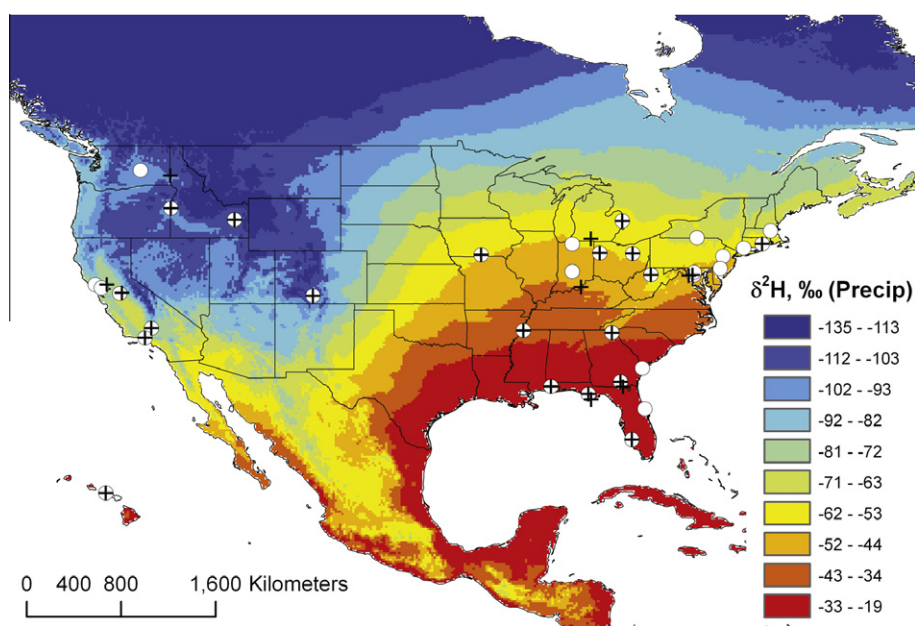 δ²H, ‰ (Precip)
-135 - -113
-112 - -103
-102 - -93
-92 - -82
-81 - -72
-71 - -63
-62 - -53
-52 - -44
-43 - -34
-33 - -19
0 400 800 1,600 Kilometers